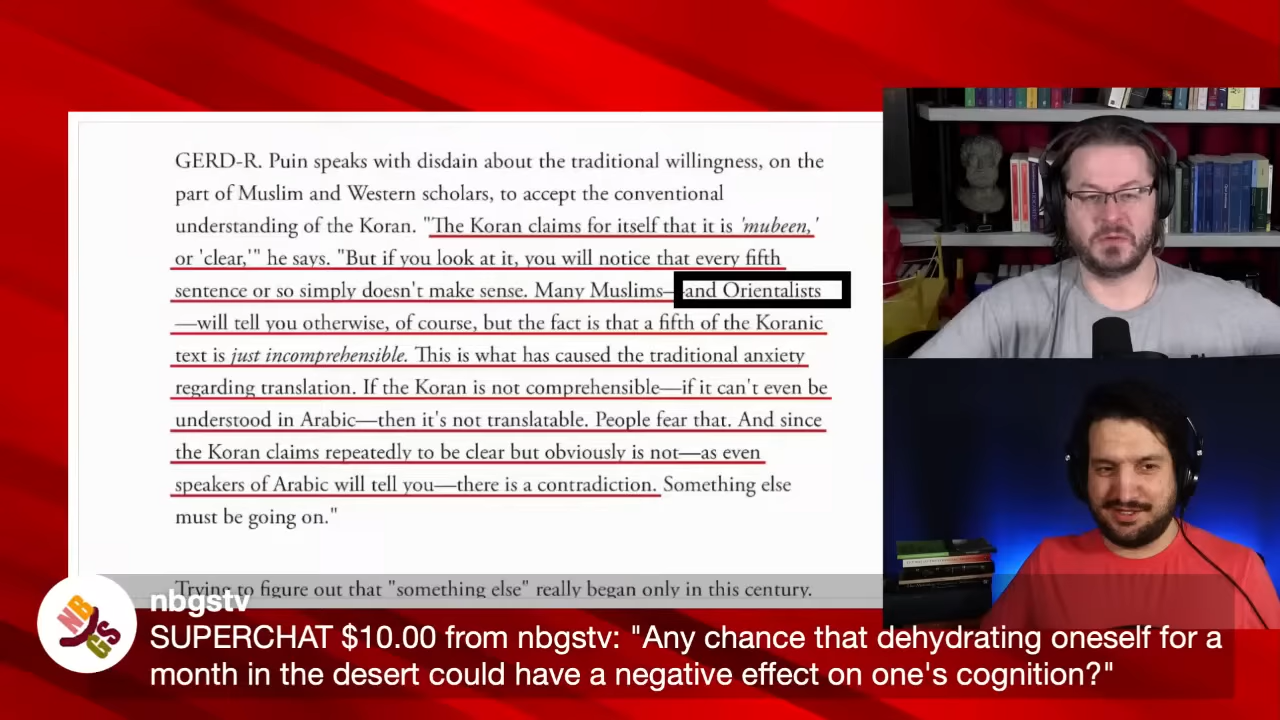 GERD-R. Puin speaks with disdain about the traditional willingness, on the
part of Muslim and Western scholars, to accept the conventional
understanding of the Koran. "The Koran claims for itself that it is 'mubeen,'
or 'clear,'" he says. "But if you look at it, you will notice that every fifth
sentence or so simply doesn't make sense. Many Muslims—and Orientalists
—will tell you otherwise, of course, but the fact is that a fifth of the Koranic
text is just incomprehensible. This is what has caused the traditional anxiety
regarding translation. If the Koran is not comprehensible—if it can't even be
understood in Arabic—then it's not translatable. People fear that. And since
the Koran claims repeatedly to be clear but obviously is not—as even
speakers of Arabic will tell you—there is a contradiction. Something else
must be going on."
Trying to figure out that "something else" really began only in this century.
NB
GS
nbgstv
SUPERCHAT $10.00 from nbgstv: "Any chance that dehydrating oneself for a
month in the desert could have a negative effect on one's cognition?"